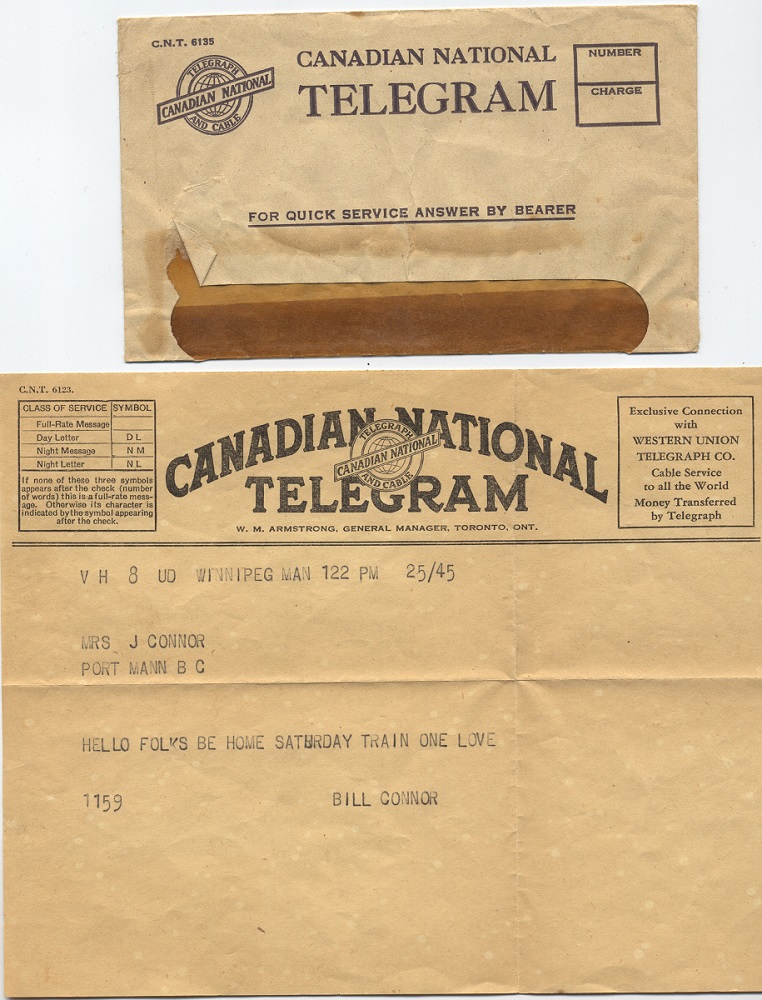 C.N.T. 6135
TELEGRAPH
CANADIAN NATIONAL
AND CABLE
CANADIAN NATIONAL
TELEGRAM
NUMBER
CHARGE
FOR QUICK SERVICE ANSWER BY BEARER
C.N.T. 6123.
CLASS OF SERVICE SYMBOL
Full-Rate Message
Day Letter D L
Night Message N M
Night Letter N L
If none of these three symbols
appears after the check (number
of words) this is a full-rate mess-
age. Otherwise its character is
indicated by the symbol appearing
after the check.
CANADIAN NATIONAL
TELEGRAPH
CANADIAN NATIONAL
AND CABLE
TELEGRAM
W. M. ARMSTRONG, GENERAL MANAGER, TORONTO, ONT.
Exclusive Connection
with
WESTERN UNION
TELEGRAPH CO.
Cable Service
to all the World
Money Transferred
by Telegraph
V H 8 UD WINNIPEG MAN 122 PM 25/45
MRS J CONNOR
PORT MANN B C
HELLO FOLKS BE HOME SATURDAY TRAIN ONE LOVE
1159 BILL CONNOR